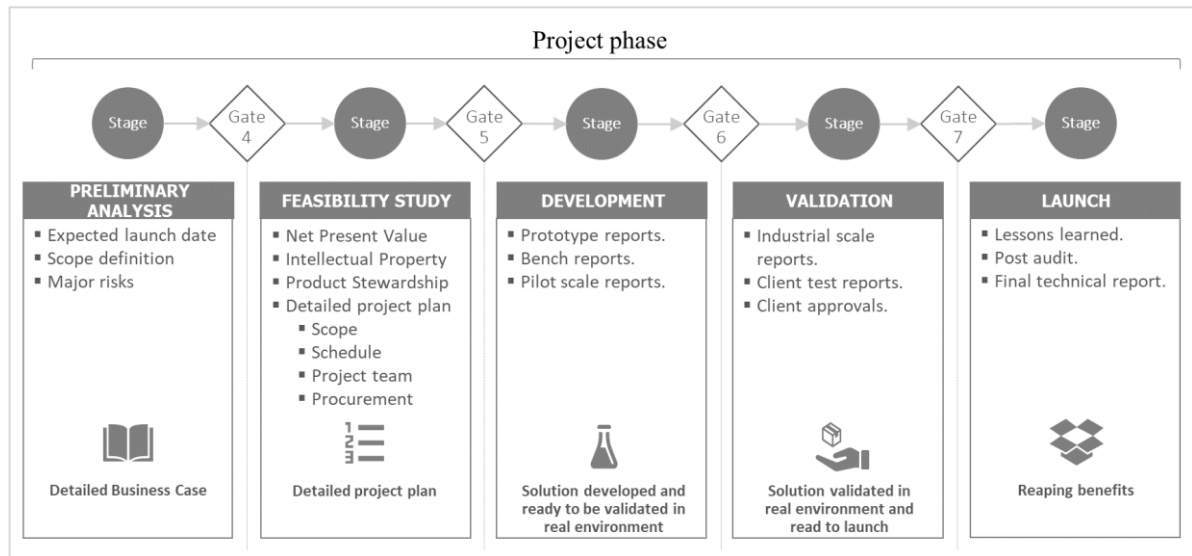 Project phase
Stage
Gate
4
Stage
Gate
5
Stage
Gate
6
Stage
Gate
7
Stage
PRELIMINARY
ANALYSIS
▪ Expected launch date
▪ Scope definition
▪ Major risks
Detailed Business Case
FEASIBILITY STUDY
▪ Net Present Value
▪ Intellectual Property
▪ Product Stewardship
▪ Detailed project plan
▪ Scope
▪ Schedule
▪ Project team
▪ Procurement
1
2
3
Detailed project plan
DEVELOPMENT
▪ Prototype reports.
▪ Bench reports.
▪ Pilot scale reports.
Solution developed and
ready to be validated in
real environment
VALIDATION
▪ Industrial scale
reports.
▪ Client test reports.
▪ Client approvals.
Solution validated in
real environment and
read to launch
LAUNCH
▪ Lessons learned.
▪ Post audit.
▪ Final technical report.
Reaping benefits